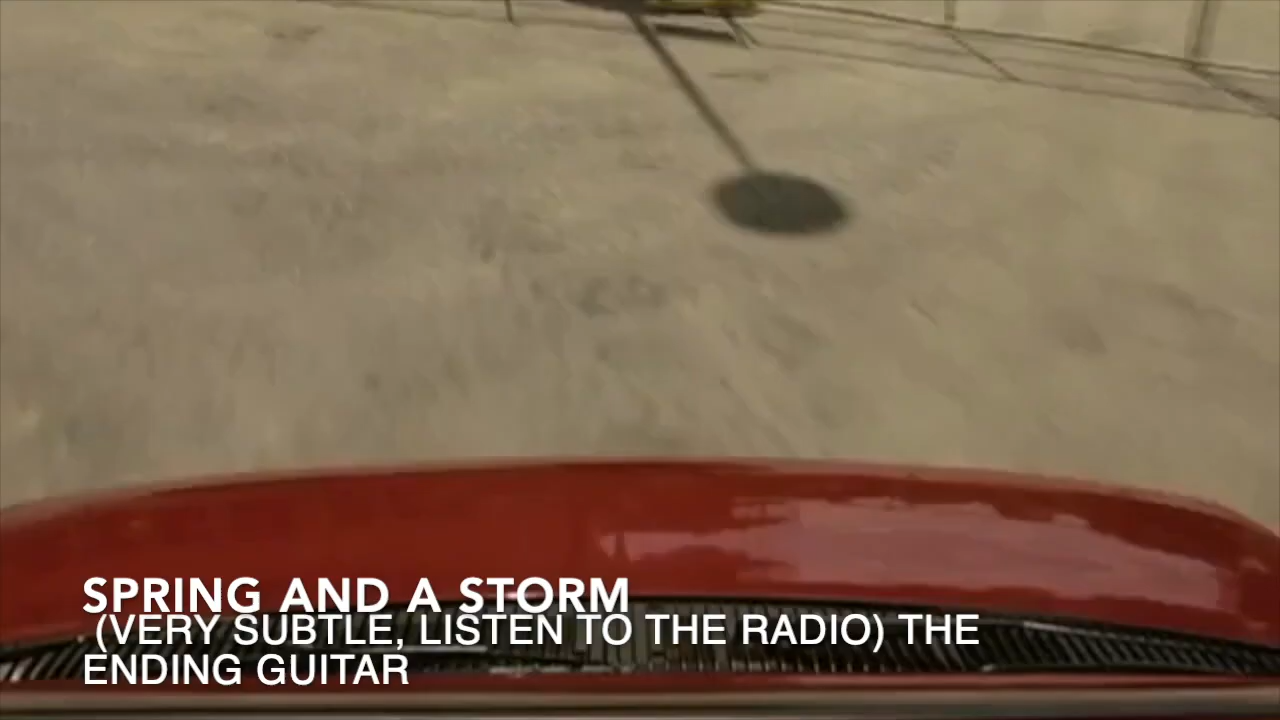 SPRING AND A STORM
(VERY SUBTLE, LISTEN TO THE RADIO) THE
ENDING GUITAR